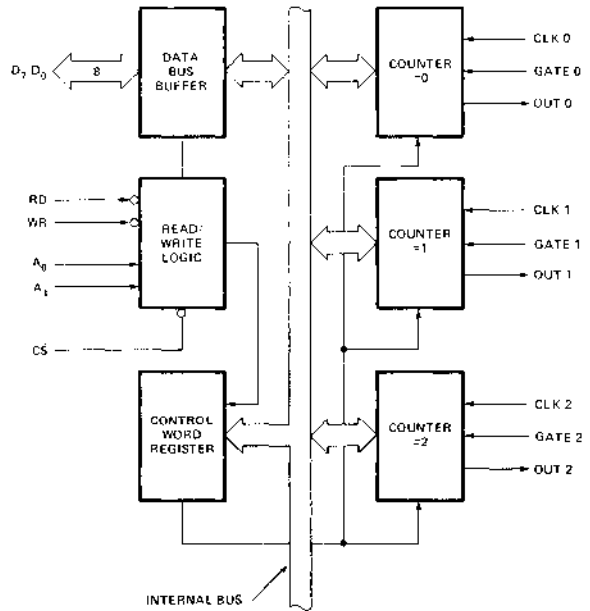 D7 D0
8
DATA
BUS
BUFFER
COUNTER
=0
CLK 0
GATE 0
OUT 0
RD
WR
A0
A1
READ/
WRITE
LOGIC
CS
COUNTER
=1
CLK 1
GATE 1
OUT 1
CONTROL
WORD
REGISTER
COUNTER
=2
CLK 2
GATE 2
OUT 2
INTERNAL BUS